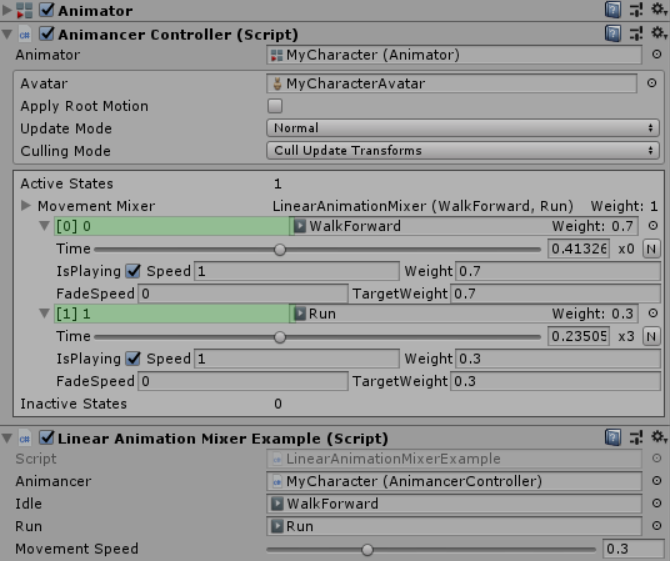 Animator
Animancer Controller (Script)
Animator MyCharacter (Animator)
Avatar MyCharacterAvatar
Apply Root Motion
Update Mode Normal
Culling Mode Cull Update Transforms
Active States 1
Movement Mixer LinearAnimationMixer (WalkForward, Run) Weight: 1
[0] 0 WalkForward Weight: 0.7
Time 0.41326 x0 N
IsPlaying Speed 1 Weight 0.7
FadeSpeed 0 TargetWeight 0.7
[1] 1 Run Weight: 0.3
Time 0.23505 x3 N
IsPlaying Speed 1 Weight 0.3
FadeSpeed 0 TargetWeight 0.3
Inactive States 0
Linear Animation Mixer Example (Script)
Script LinearAnimationMixerExample
Animancer MyCharacter (AnimancerController)
Idle WalkForward
Run Run
Movement Speed 0.3